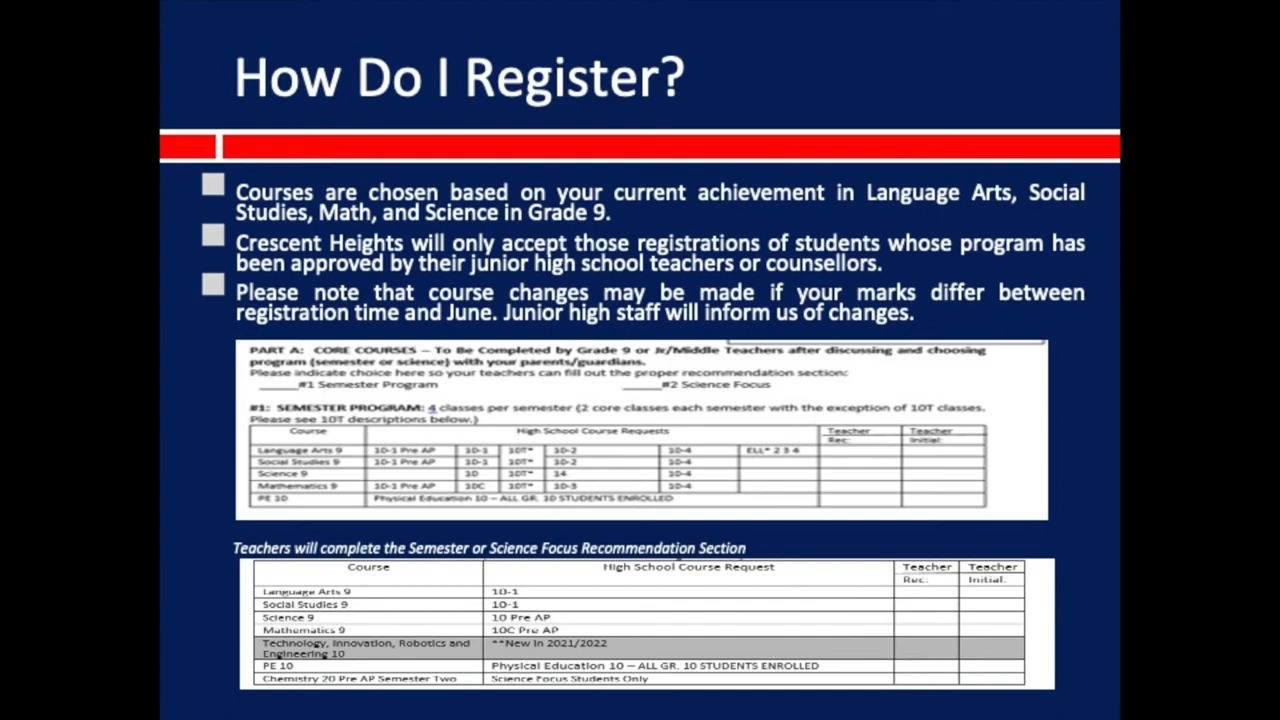 How Do I Register?
Courses are chosen based on your current achievement in Language Arts, Social
Studies, Math, and Science in Grade 9.
Crescent Heights will only accept those registrations of students whose program has
been approved by their junior high school teachers or counsellors.
Please note that course changes may be made if your marks differ between
registration time and June. Junior high staff will inform us of changes.
PART A: CORE COURSES – To Be Completed by Grade 9 or Jr/Middle Teachers after discussing and choosing
program (semester or science) with your parents/guardians.
Please indicate choice here so your teachers can fill out the proper recommendation section:
_____#1 Semester Program _____#2 Science Focus
#1: SEMESTER PROGRAM: 4 classes per semester (2 core classes each semester with the exception of 10T classes.
Please see 10T descriptions below.)
Course High School Course Requests Teacher Teacher
Rec: Initial:
Language Arts 9 10-1 Pre AP 10-1 10T* 10-2 10-4 ELL* 2 3 4
Social Studies 9 10-1 Pre AP 10-1 10T* 10-2 10-4
Science 9 10 10T* 14 10-4
Mathematics 9 10-1 Pre AP 10C 10T* 10-3 10-4
PE 10 Physical Education 10 – ALL GR. 10 STUDENTS ENROLLED
Teachers will complete the Semester or Science Focus Recommendation Section
Course High School Course Request Teacher Teacher
Rec: Initial:
Language Arts 9 10-1
Social Studies 9 10-1
Science 9 10 Pre AP
Mathematics 9 10C Pre AP
Technology, Innovation, Robotics and **New in 2021/2022
Engineering 10
PE 10 Physical Education 10 – ALL GR. 10 STUDENTS ENROLLED
Chemistry 20 Pre AP Semester Two Science Focus Students Only